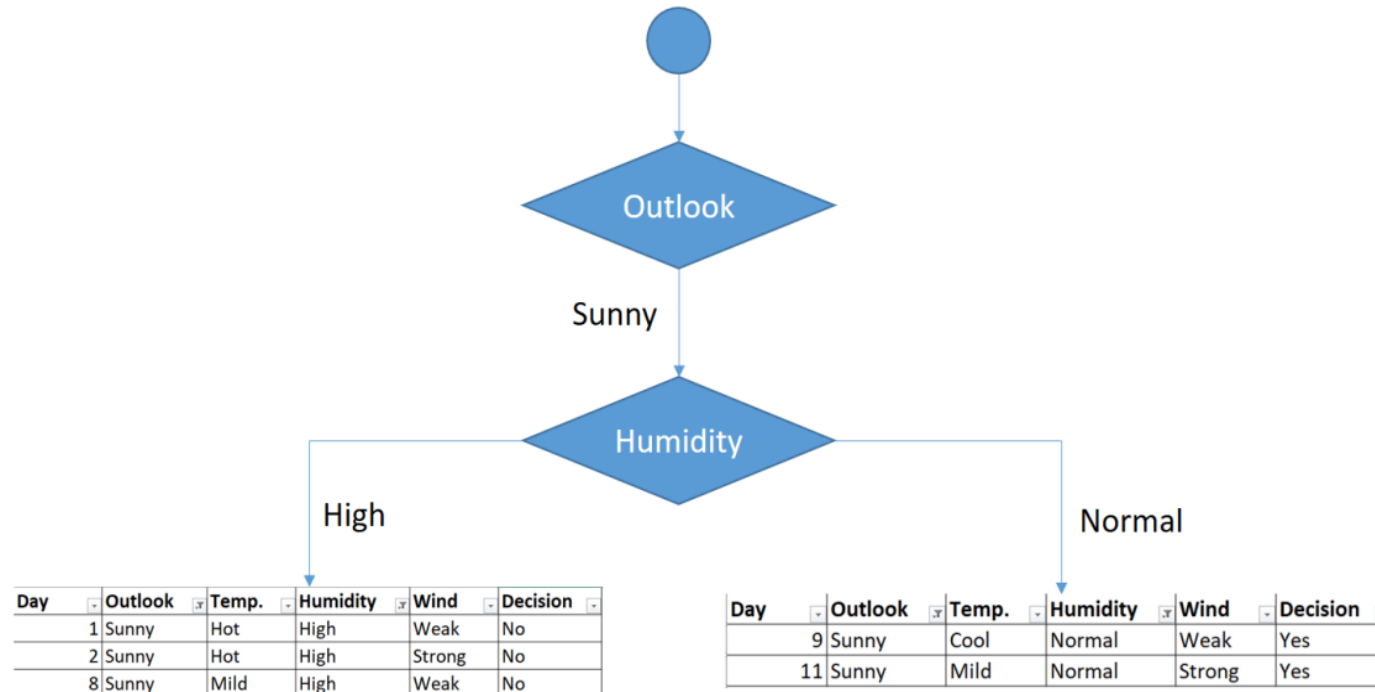 Outlook
Sunny
Humidity
High
Normal
Day Outlook Temp. Humidity Wind Decision
1 Sunny Hot High Weak No
2 Sunny Hot High Strong No
8 Sunny Mild High Weak No
Day Outlook Temp. Humidity Wind Decision
9 Sunny Cool Normal Weak Yes
11 Sunny Mild Normal Strong Yes